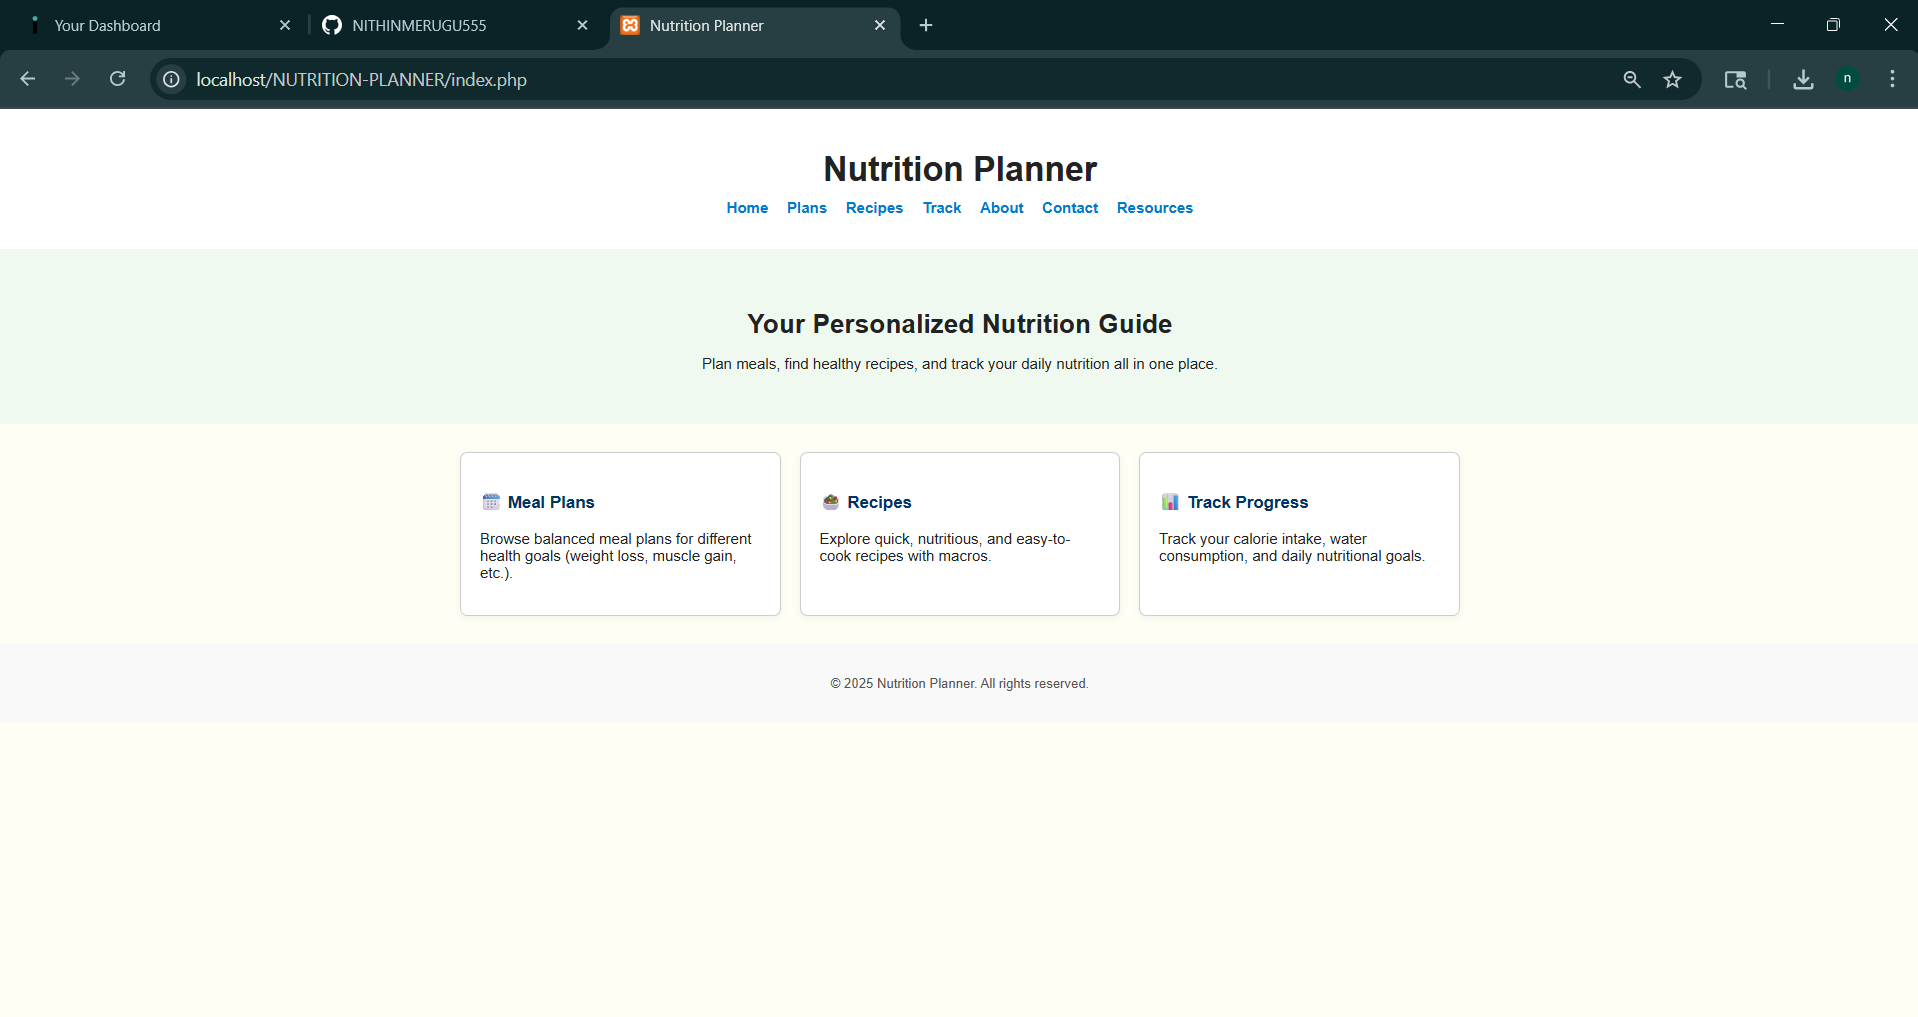 Your Dashboard
NITHINMERUGU555
Nutrition Planner
localhost/NUTRITION-PLANNER/index.php
n
Nutrition Planner
Home Plans Recipes Track About Contact Resources
Your Personalized Nutrition Guide
Plan meals, find healthy recipes, and track your daily nutrition all in one place.
Meal Plans
Browse balanced meal plans for different
health goals (weight loss, muscle gain,
etc.).
Recipes
Explore quick, nutritious, and easy-to-
cook recipes with macros.
Track Progress
Track your calorie intake, water
consumption, and daily nutritional goals.
© 2025 Nutrition Planner. All rights reserved.